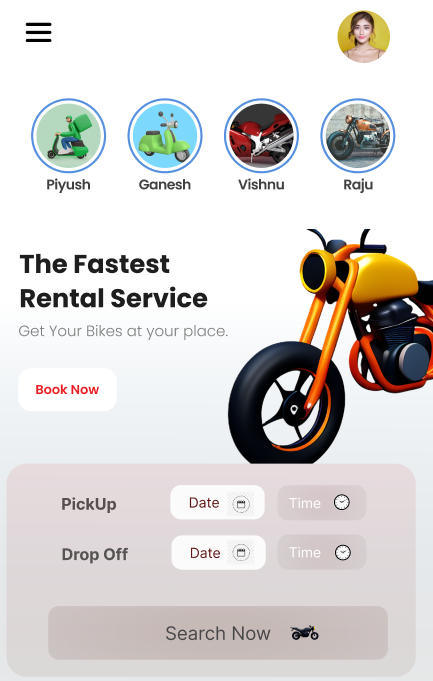 Piyush
Ganesh
Vishnu
Raju
The Fastest
Rental Service
Get Your Bikes at your place.
Book Now
PickUp
Date
Time
Drop Off
Date
Time
Search Now